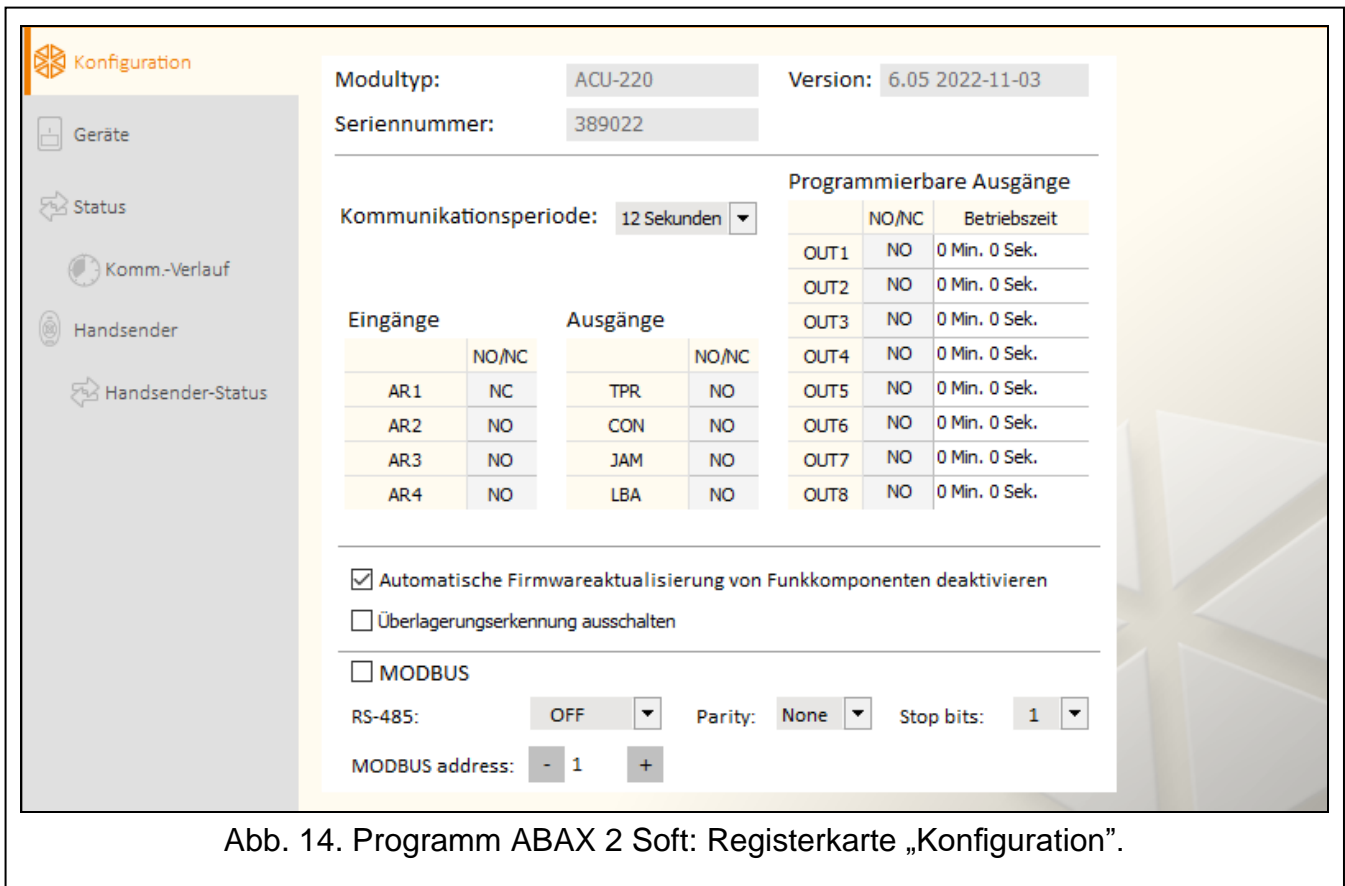 Konfiguration
Geräte
Status
Komm.-Verlauf
Handsender
Handsender-Status
Modultyp: ACU-220 Version: 6.05 2022-11-03
Seriennummer: 389022
Kommunikationsperiode: 12 Sekunden
Eingänge
NO/NC
AR1 NC
AR2 NO
AR3 NO
AR4 NO
Ausgänge
NO/NC
TPR NO
CON NO
JAM NO
LBA NO
Programmierbare Ausgänge
NO/NC Betriebszeit
OUT1 NO 0 Min. 0 Sek.
OUT2 NO 0 Min. 0 Sek.
OUT3 NO 0 Min. 0 Sek.
OUT4 NO 0 Min. 0 Sek.
OUT5 NO 0 Min. 0 Sek.
OUT6 NO 0 Min. 0 Sek.
OUT7 NO 0 Min. 0 Sek.
OUT8 NO 0 Min. 0 Sek.
Automatische Firmwareaktualisierung von Funkkomponenten deaktivieren
Überlagerungserkennung ausschalten
MODBUS
RS-485: OFF Parity: None Stop bits: 1
MODBUS address: - 1 +
Abb. 14. Programm ABAX 2 Soft: Registerkarte „Konfiguration”.